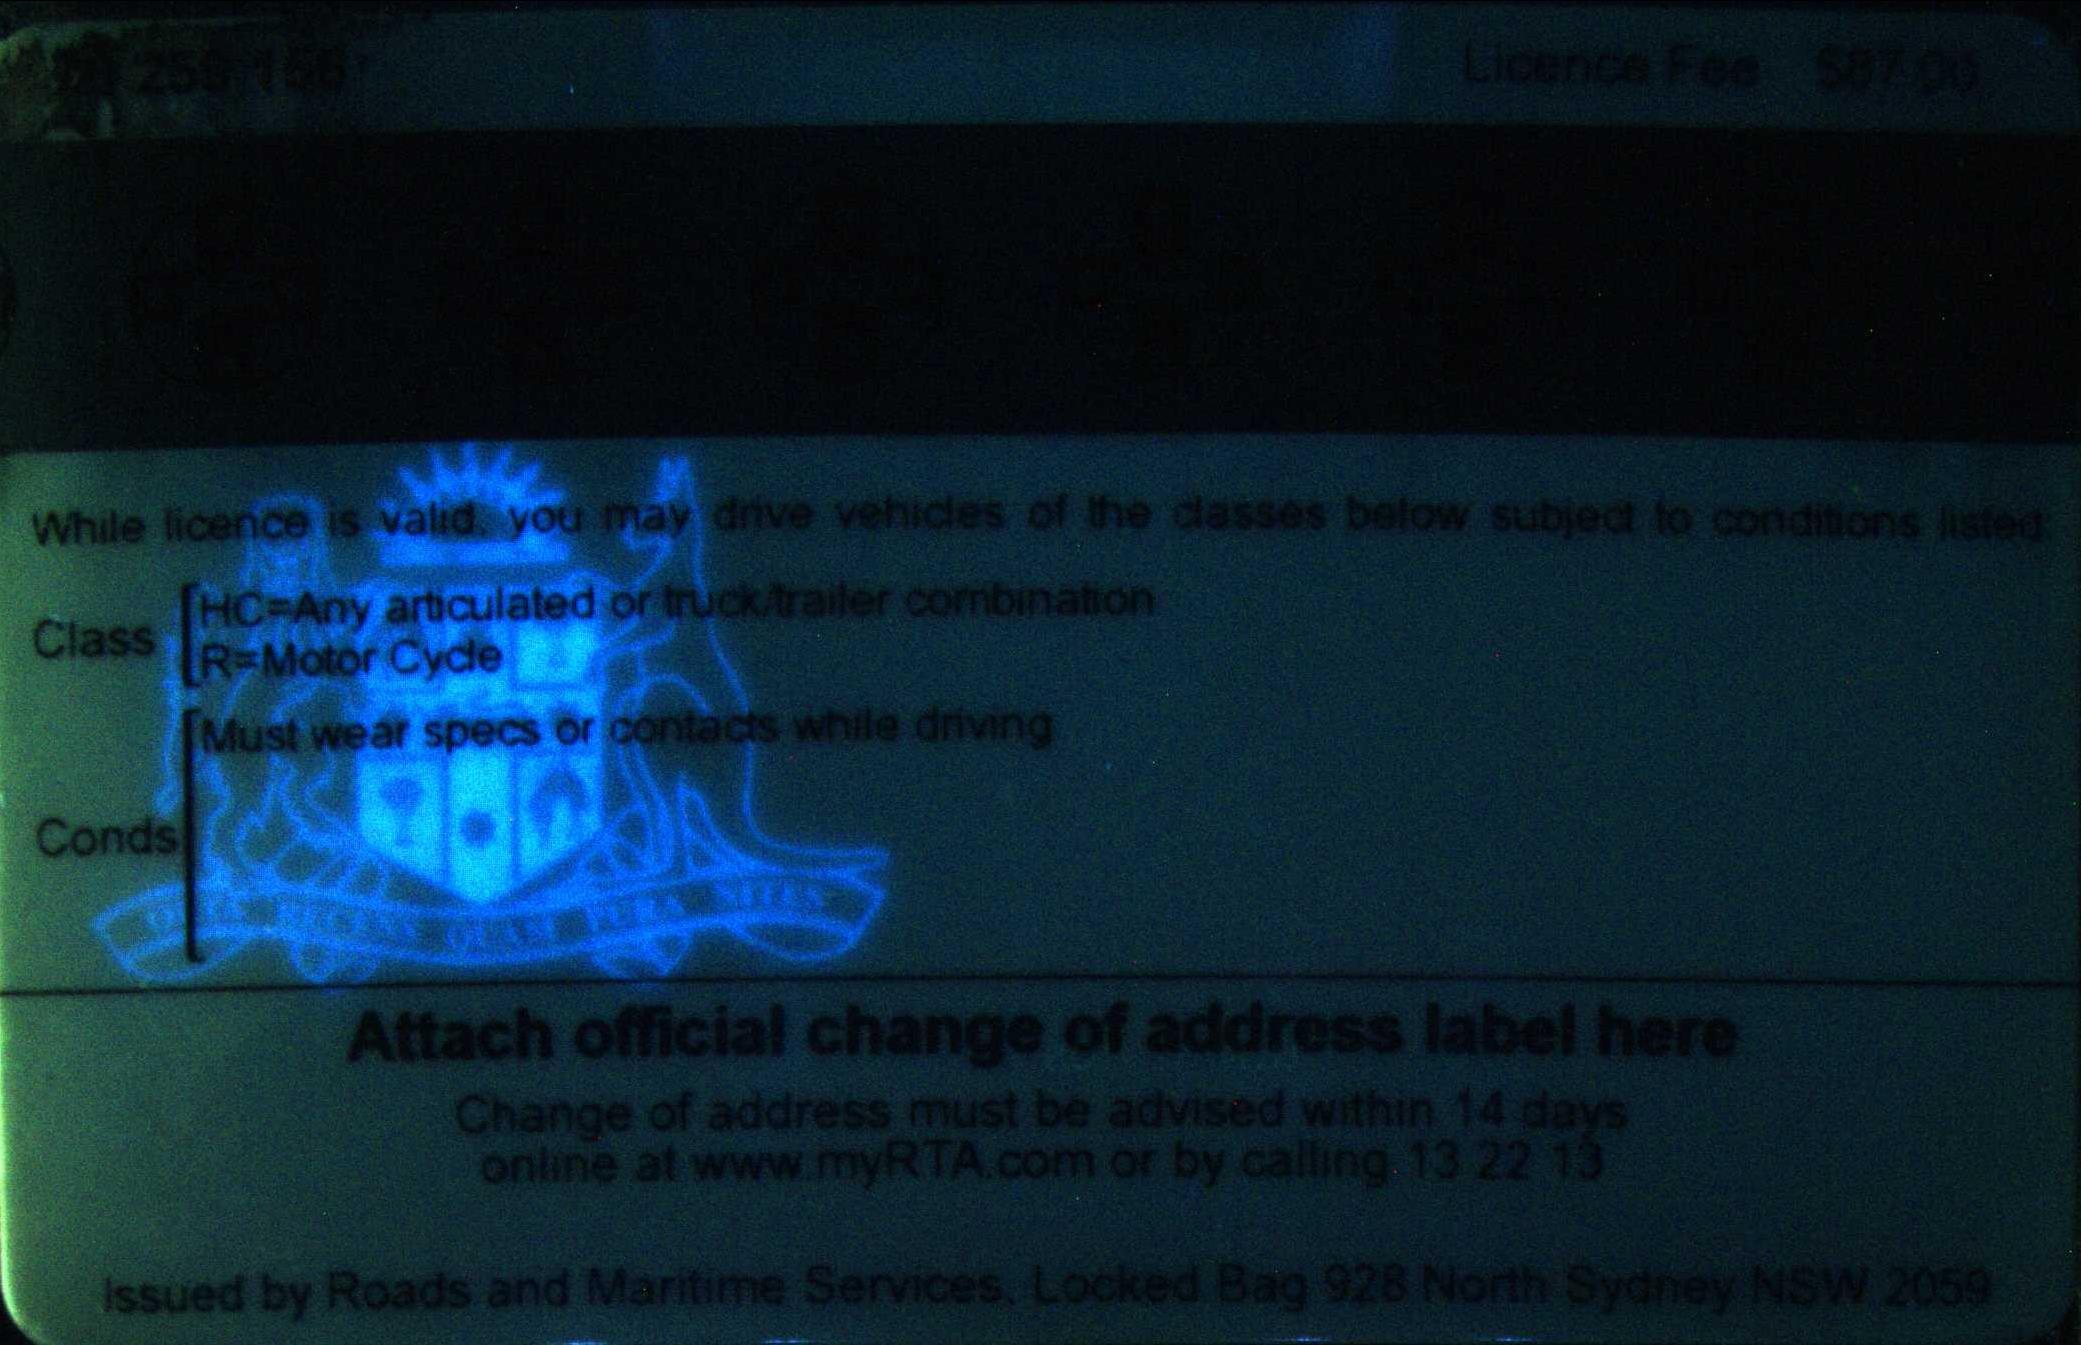 Licence Fee
While licence is valid, you may drive vehicles of the classes below subject to conditions listed:
Class
HC=Any articulated or truck/trailer combination
R=Motor Cycle
Must wear specs or contacts while driving
Conds
Attach official change of address label here
Change of address must be advised within 14 days
online at www.myRTA.com or by calling 13 22 13
Issued by Roads and Maritime Services, Locked Bag 928 North Sydney NSW 2059